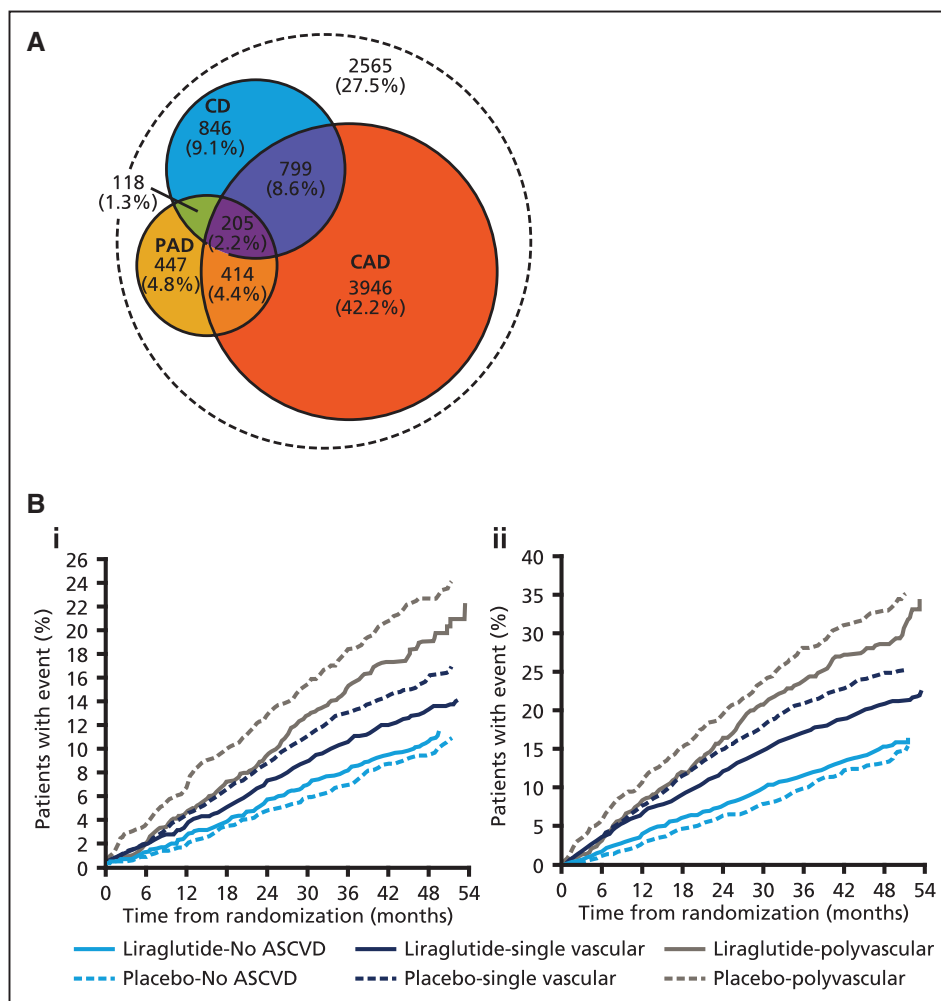 A
2565
(27.5%)
CD
846
(9.1%)
799
(8.6%)
118
(1.3%)
205
(2.2%)
PAD
447
(4.8%)
414
(4.4%)
CAD
3946
(42.2%)
B
i
26
24
22
20
18
16
14
12
10
8
6
4
2
0
Patients with event (%)
0 6 12 18 24 30 36 42 48 54
Time from randomization (months)
ii
40
35
30
25
20
15
10
5
0
Patients with event (%)
0 6 12 18 24 30 36 42 48 54
Time from randomization (months)
Liraglutide-No ASCVD Liraglutide-single vascular Liraglutide-polyvascular
Placebo-No ASCVD Placebo-single vascular Placebo-polyvascular